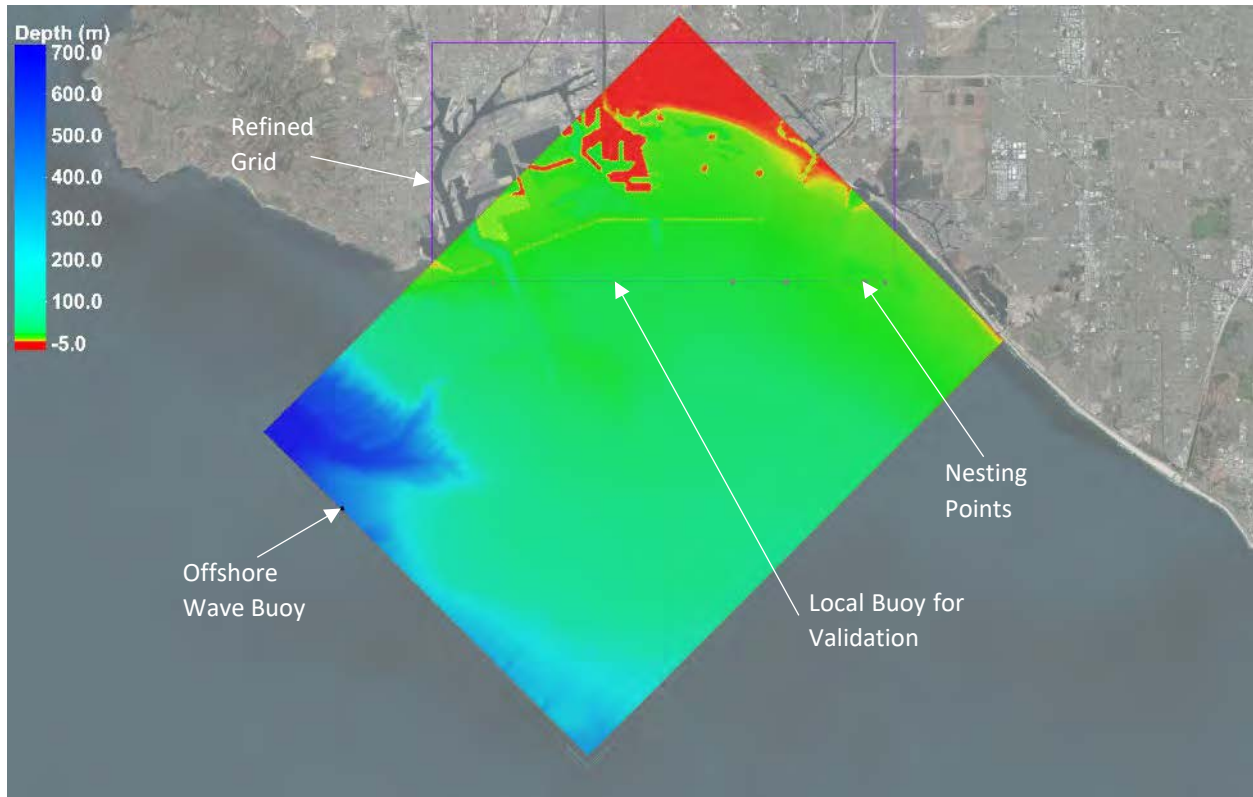 Depth (m)
700.0
600.0
500.0
400.0
300.0
200.0
100.0
-5.0
Refined
Grid
Nesting
Points
Offshore
Wave Buoy
Local Buoy for
Validation